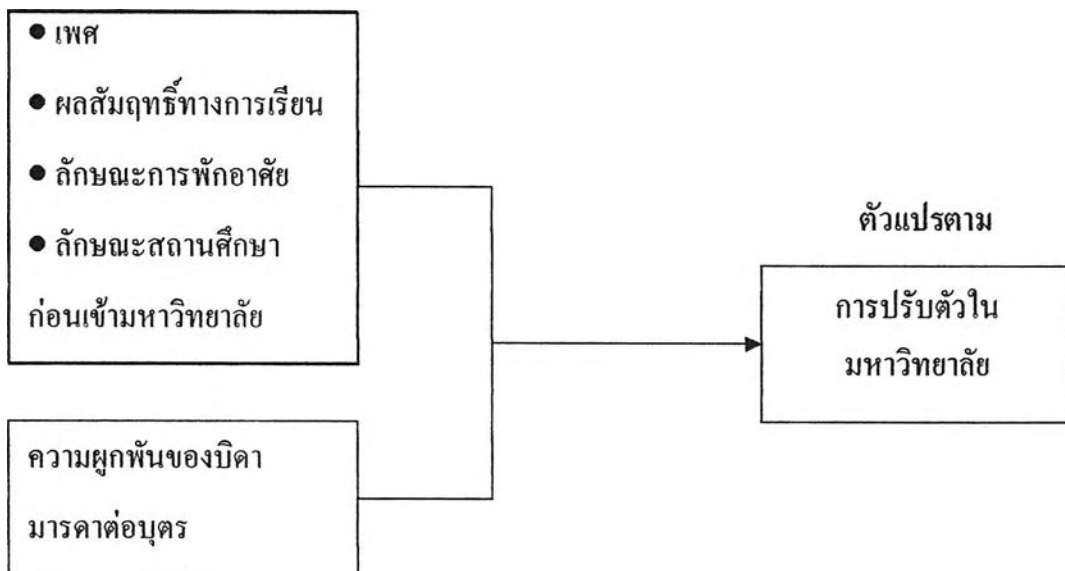 ● เพศ
● ผลสัมฤทธิ์ทางการเรียน
● ลักษณะการพักอาศัย
● ลักษณะสถานศึกษา
ก่อนเข้ามหาวิทยาลัย
ความผูกพันของบิดา
มารดาต่อบุตร
ตัวแปรตาม
การปรับตัวใน
มหาวิทยาลัย